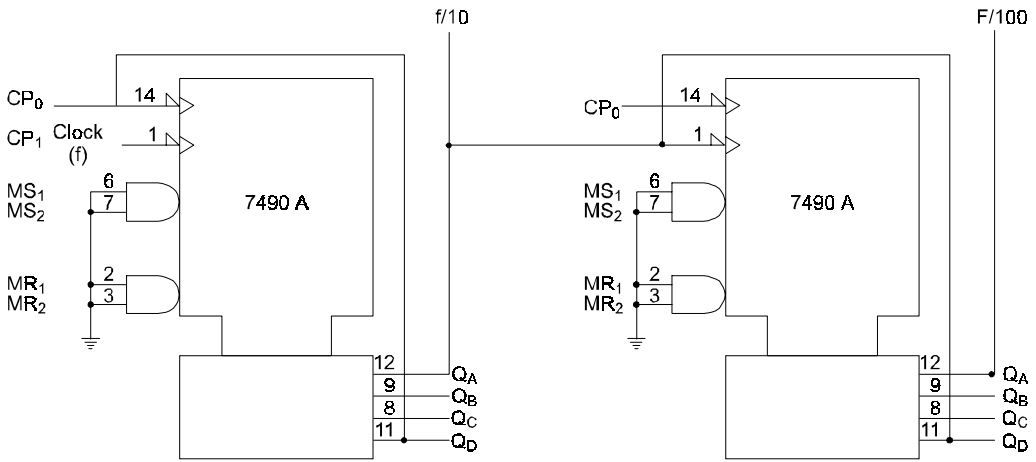 f/10 F/100
CP0 14 CP0 14
CP1 Clock (f) 1 1
MS1 6 MS1 6
MS2 7 7490 A MS2 7 7490 A
MR1 2 MR1 2
MR2 3 MR2 3
12 QA 12 QA
9 QB 9 QB
8 QC 8 QC
11 QD 11 QD